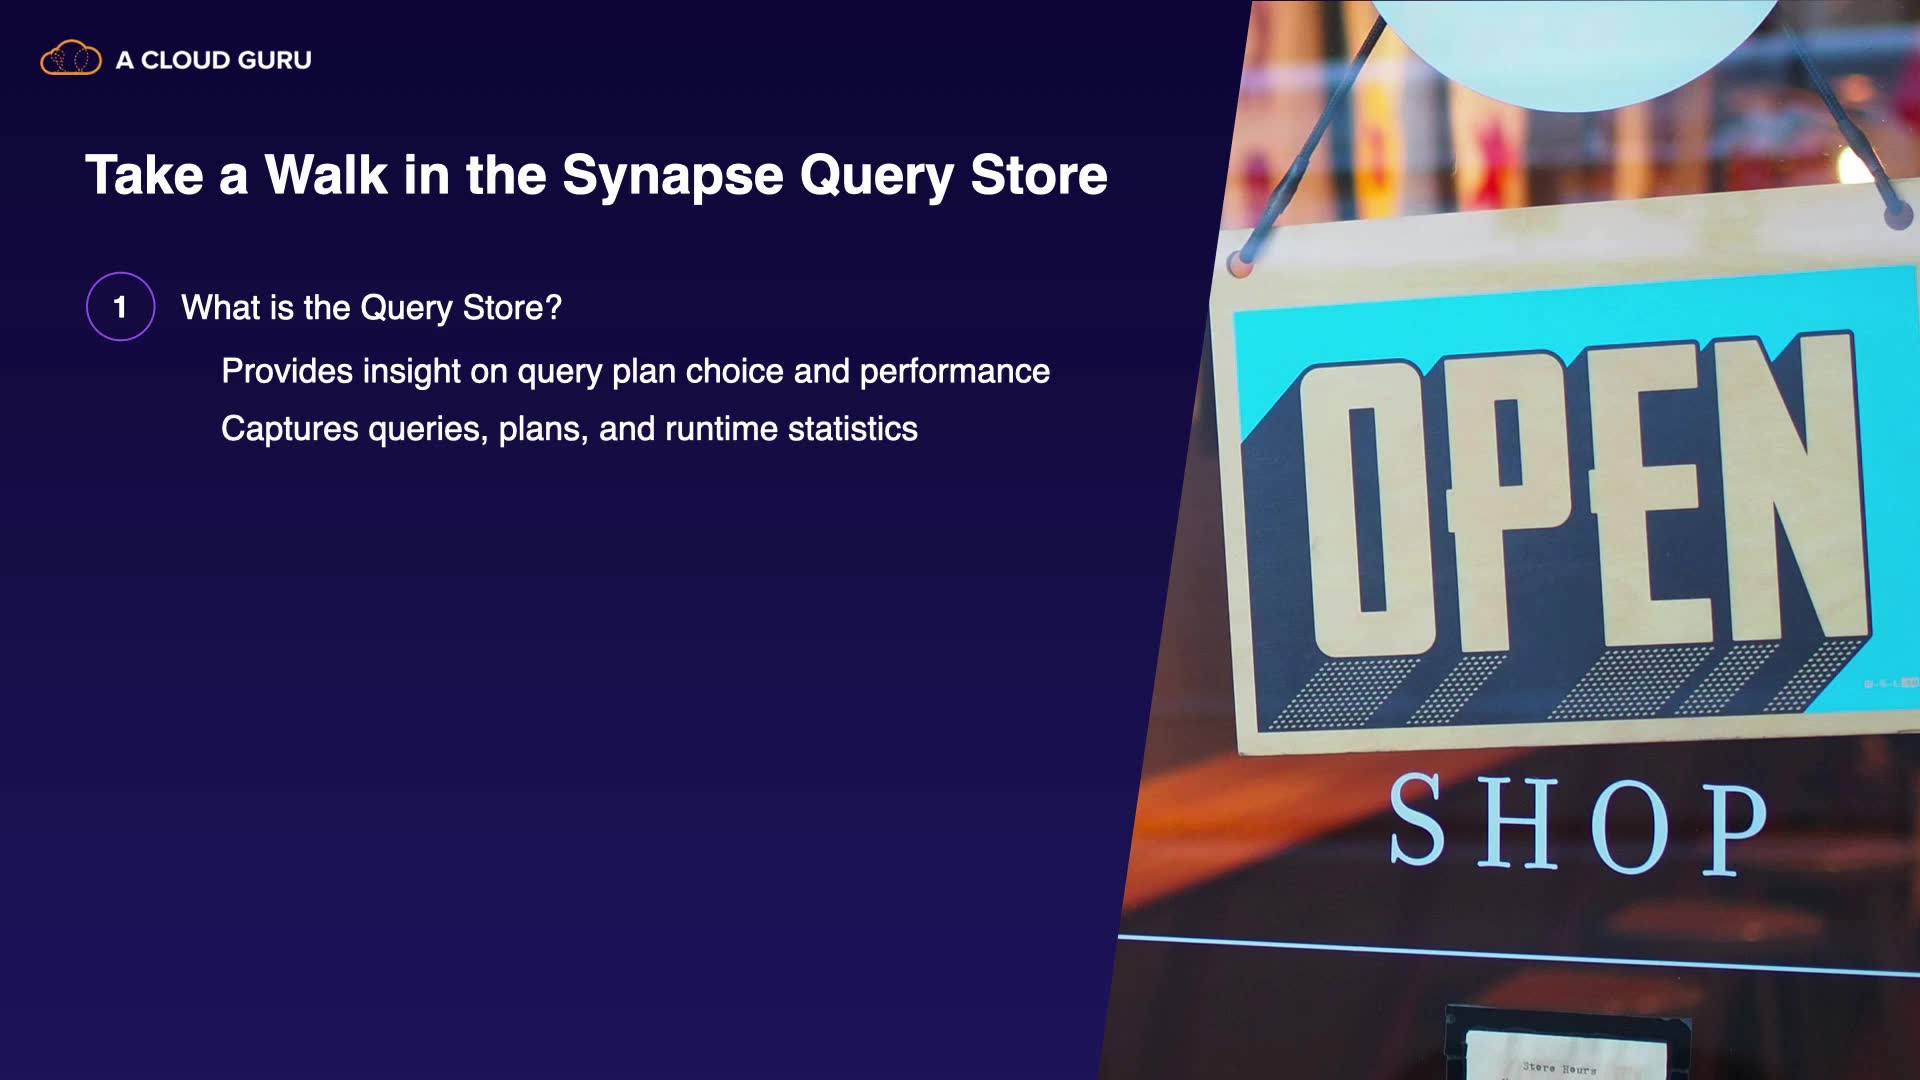 A CLOUD GURU
Take a Walk in the Synapse Query Store
1 What is the Query Store?
Provides insight on query plan choice and performance
Captures queries, plans, and runtime statistics
OPEN
SHOP
Store Hours